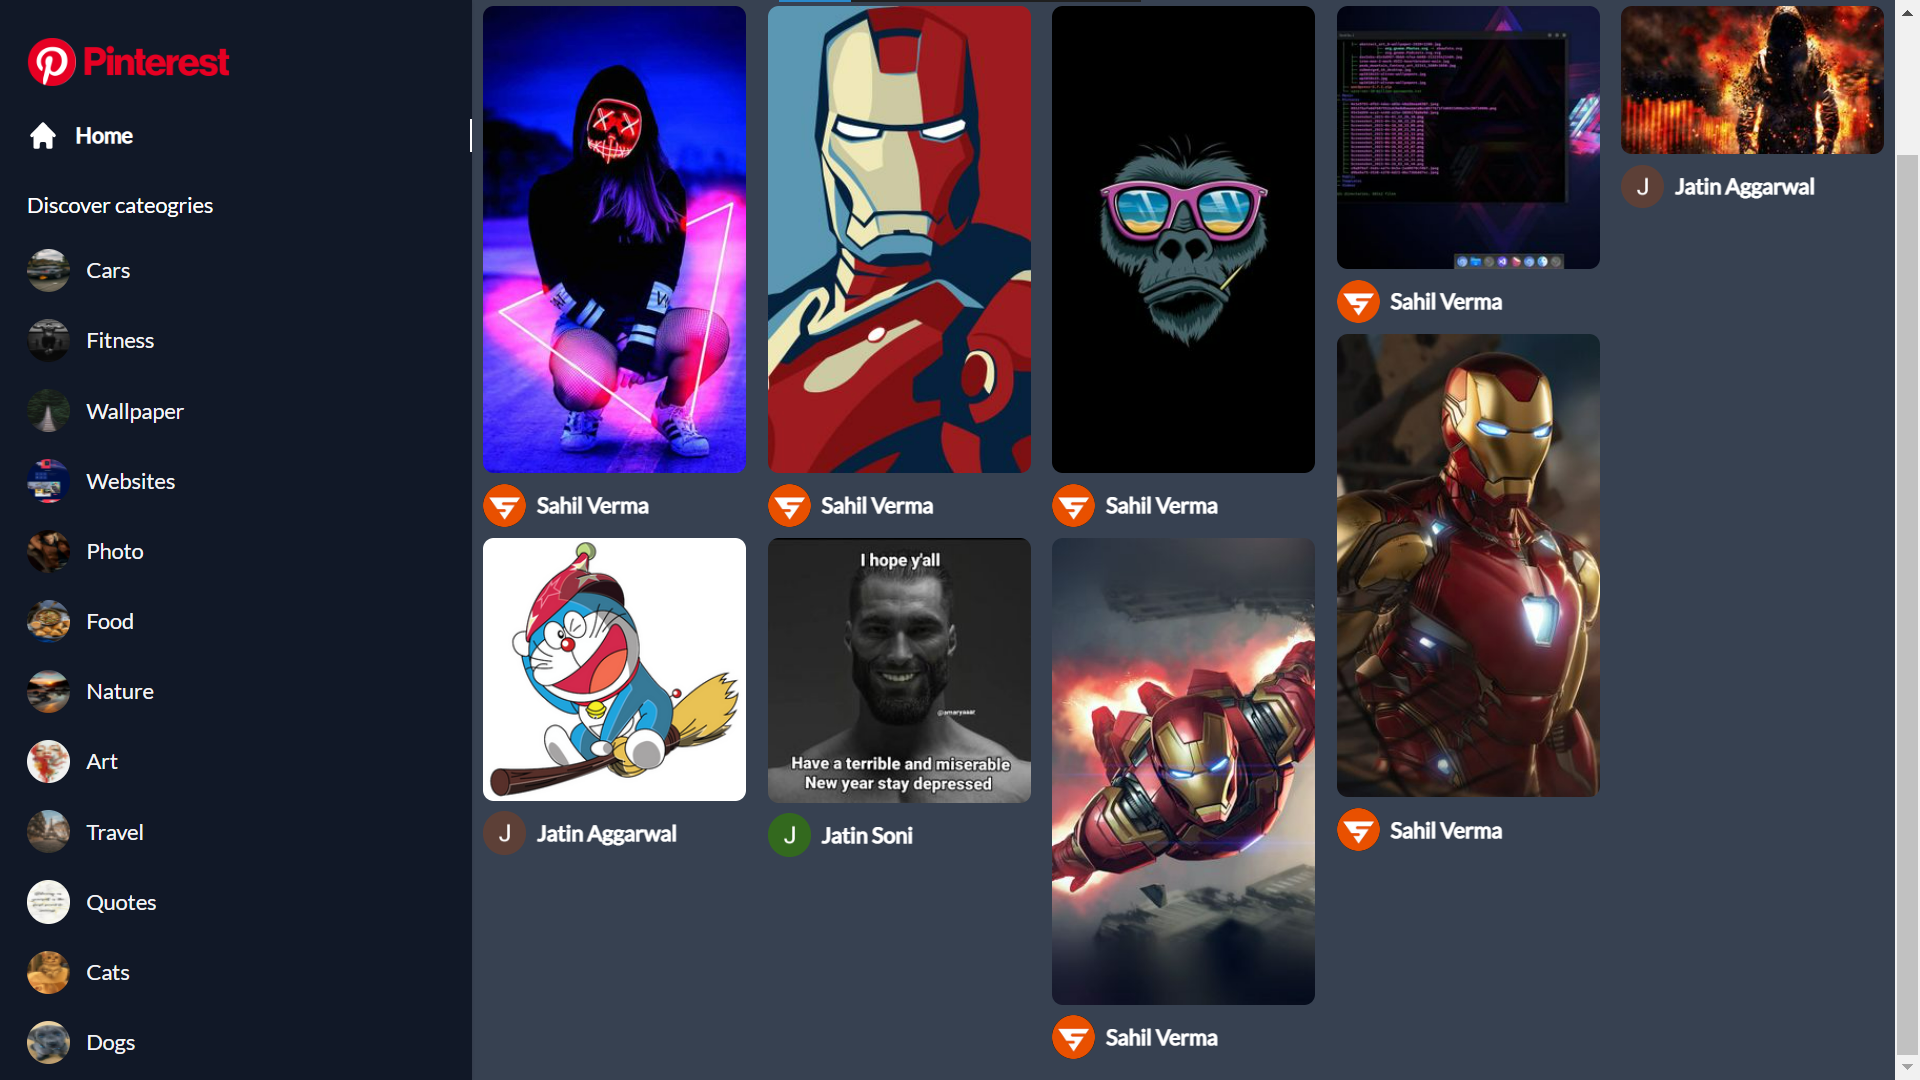 Pinterest
Home
Discover cateogries
Cars
Fitness
Wallpaper
Websites
Photo
Food
Nature
Art
Travel
Quotes
Cats
Dogs
Sahil Verma
Sahil Verma
Sahil Verma
Sahil Verma
J Jatin Aggarwal
I hope y'all
@amaryaaar
Have a terrible and miserable
New year stay depressed
J Jatin Aggarwal
J Jatin Soni
Sahil Verma
Sahil Verma